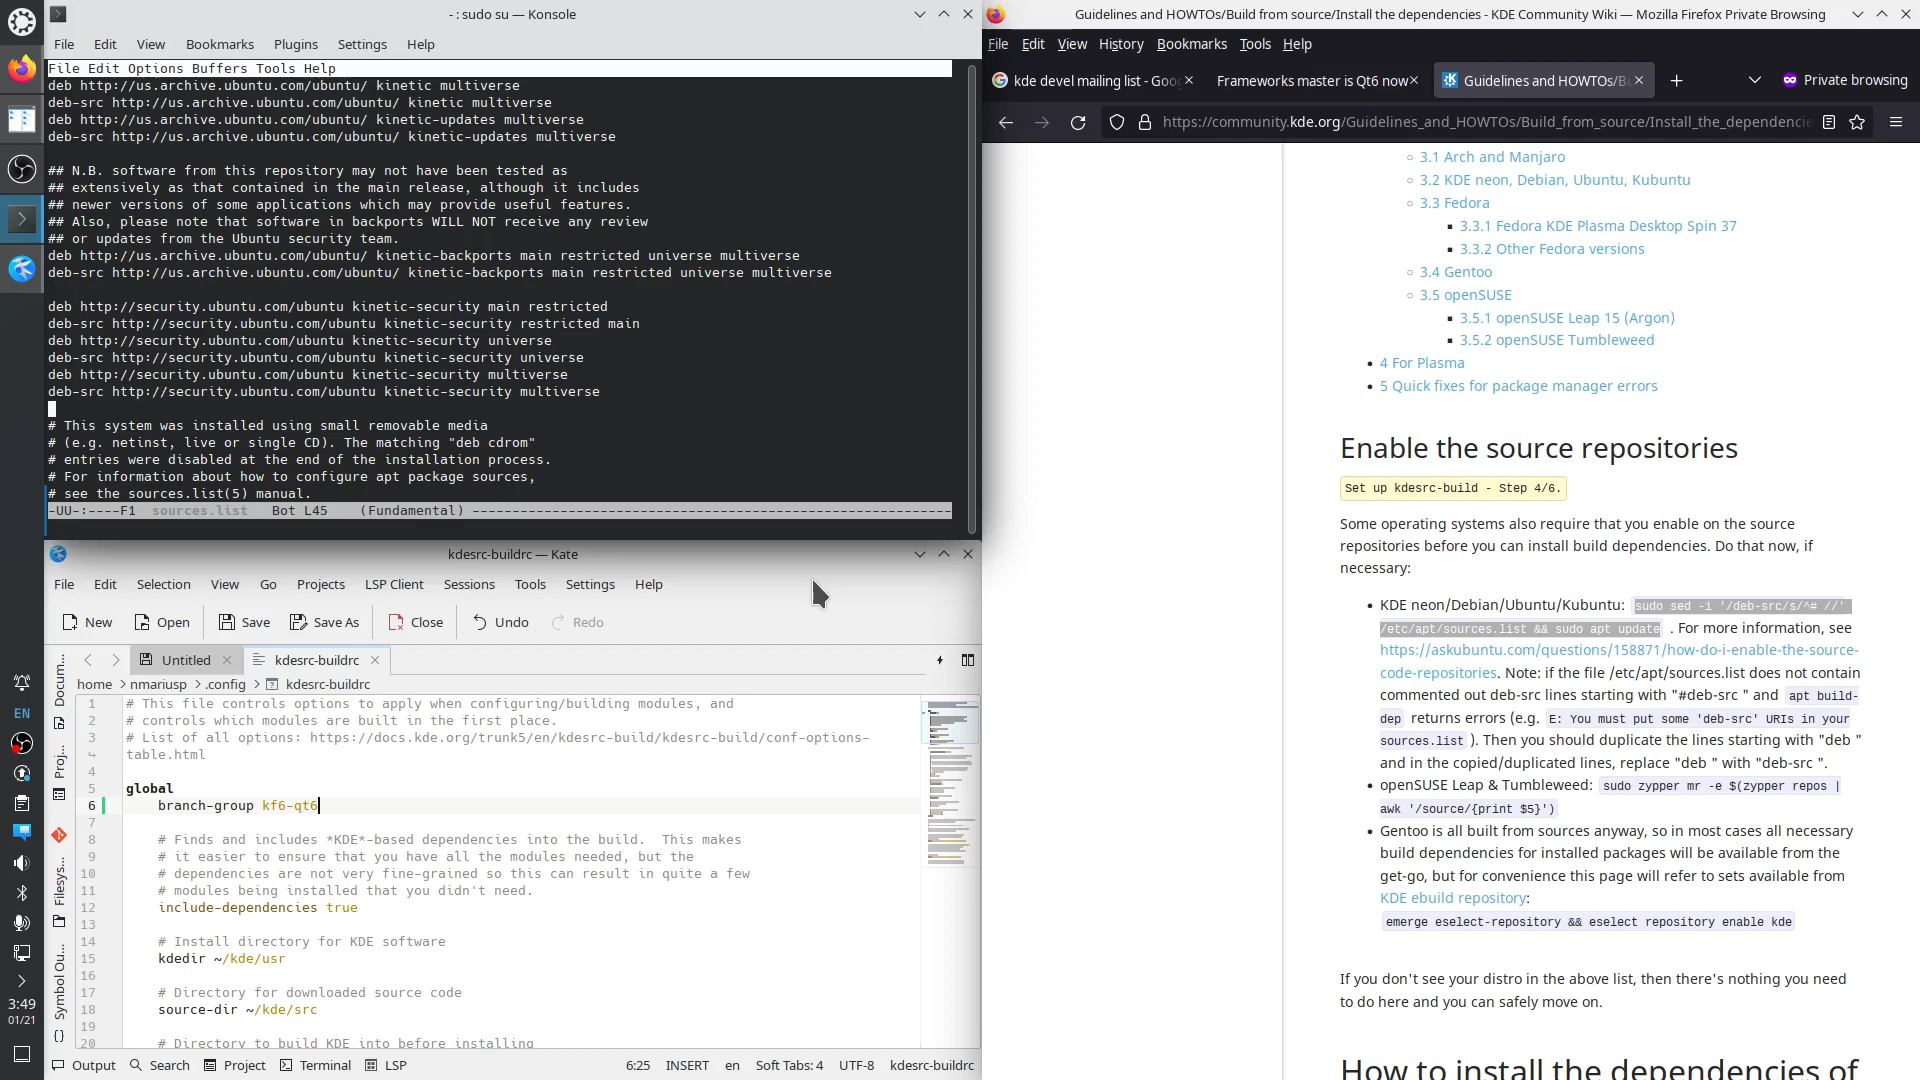 - : sudo su — Konsole
File Edit View Bookmarks Plugins Settings Help
File Edit Options Buffers Tools Help
deb http://us.archive.ubuntu.com/ubuntu/ kinetic multiverse
deb-src http://us.archive.ubuntu.com/ubuntu/ kinetic multiverse
deb http://us.archive.ubuntu.com/ubuntu/ kinetic-updates multiverse
deb-src http://us.archive.ubuntu.com/ubuntu/ kinetic-updates multiverse
## N.B. software from this repository may not have been tested as
## extensively as that contained in the main release, although it includes
## newer versions of some applications which may provide useful features.
## Also, please note that software in backports WILL NOT receive any review
## or updates from the Ubuntu security team.
deb http://us.archive.ubuntu.com/ubuntu/ kinetic-backports main restricted universe multiverse
deb-src http://us.archive.ubuntu.com/ubuntu/ kinetic-backports main restricted universe multiverse
deb http://security.ubuntu.com/ubuntu kinetic-security main restricted
deb-src http://security.ubuntu.com/ubuntu kinetic-security restricted main
deb http://security.ubuntu.com/ubuntu kinetic-security universe
deb-src http://security.ubuntu.com/ubuntu kinetic-security universe
deb http://security.ubuntu.com/ubuntu kinetic-security multiverse
deb-src http://security.ubuntu.com/ubuntu kinetic-security multiverse
# This system was installed using small removable media
# (e.g. netinst, live or single CD). The matching "deb cdrom"
# entries were disabled at the end of the installation process.
# For information about how to configure apt package sources,
# see the sources.list(5) manual.
-UU-:----F1 sources.list Bot L45 (Fundamental) ------------------------------------------------------------
kdesrc-buildrc — Kate
File Edit Selection View Go Projects LSP Client Sessions Tools Settings Help
New Open Save Save As Close Undo Redo
Untitled kdesrc-buildrc
home > nmariusp > .config > kdesrc-buildrc
Docum...
Proj...
Filesys...
Symbol Ou...
1 # This file controls options to apply when configuring/building modules, and
2 # controls which modules are built in the first place.
3 # List of all options: https://docs.kde.org/trunk5/en/kdesrc-build/kdesrc-build/conf-options-
table.html
4
5 global
6 branch-group kf6-qt6
7
8 # Finds and includes *KDE*-based dependencies into the build.  This makes
9 # it easier to ensure that you have all the modules needed, but the
10 # dependencies are not very fine-grained so this can result in quite a few
11 # modules being installed that you didn't need.
12 include-dependencies true
13
14 # Install directory for KDE software
15 kdedir ~/kde/usr
16
17 # Directory for downloaded source code
18 source-dir ~/kde/src
19
20 # Directory to build KDE into before installing
Output Search Project Terminal LSP 6:25 INSERT en Soft Tabs: 4 UTF-8 kdesrc-buildrc
EN
3:49
01/21
Guidelines and HOWTOs/Build from source/Install the dependencies - KDE Community Wiki — Mozilla Firefox Private Browsing
File Edit View History Bookmarks Tools Help
kde devel mailing list - Goo Frameworks master is Qt6 now Guidelines and HOWTOs/B Private browsing
https://community.kde.org/Guidelines_and_HOWTOs/Build_from_source/Install_the_dependencie
3.1 Arch and Manjaro
3.2 KDE neon, Debian, Ubuntu, Kubuntu
3.3 Fedora
3.3.1 Fedora KDE Plasma Desktop Spin 37
3.3.2 Other Fedora versions
3.4 Gentoo
3.5 openSUSE
3.5.1 openSUSE Leap 15 (Argon)
3.5.2 openSUSE Tumbleweed
4 For Plasma
5 Quick fixes for package manager errors
Enable the source repositories
Set up kdesrc-build - Step 4/6.
Some operating systems also require that you enable on the source
repositories before you can install build dependencies. Do that now, if
necessary:
KDE neon/Debian/Ubuntu/Kubuntu: sudo sed -i '/deb-src/s/^# //'
/etc/apt/sources.list && sudo apt update . For more information, see
https://askubuntu.com/questions/158871/how-do-i-enable-the-source-
code-repositories. Note: if the file /etc/apt/sources.list does not contain
commented out deb-src lines starting with "#deb-src " and apt build-
dep returns errors (e.g. E: You must put some 'deb-src' URIs in your
sources.list ). Then you should duplicate the lines starting with "deb "
and in the copied/duplicated lines, replace "deb " with "deb-src ".
openSUSE Leap & Tumbleweed: sudo zypper mr -e $(zypper repos |
awk '/source/{print $5}')
Gentoo is all built from sources anyway, so in most cases all necessary
build dependencies for installed packages will be available from the
get-go, but for convenience this page will refer to sets available from
KDE ebuild repository:
emerge eselect-repository && eselect repository enable kde
If you don't see your distro in the above list, then there's nothing you need
to do here and you can safely move on.
How to install the dependencies of